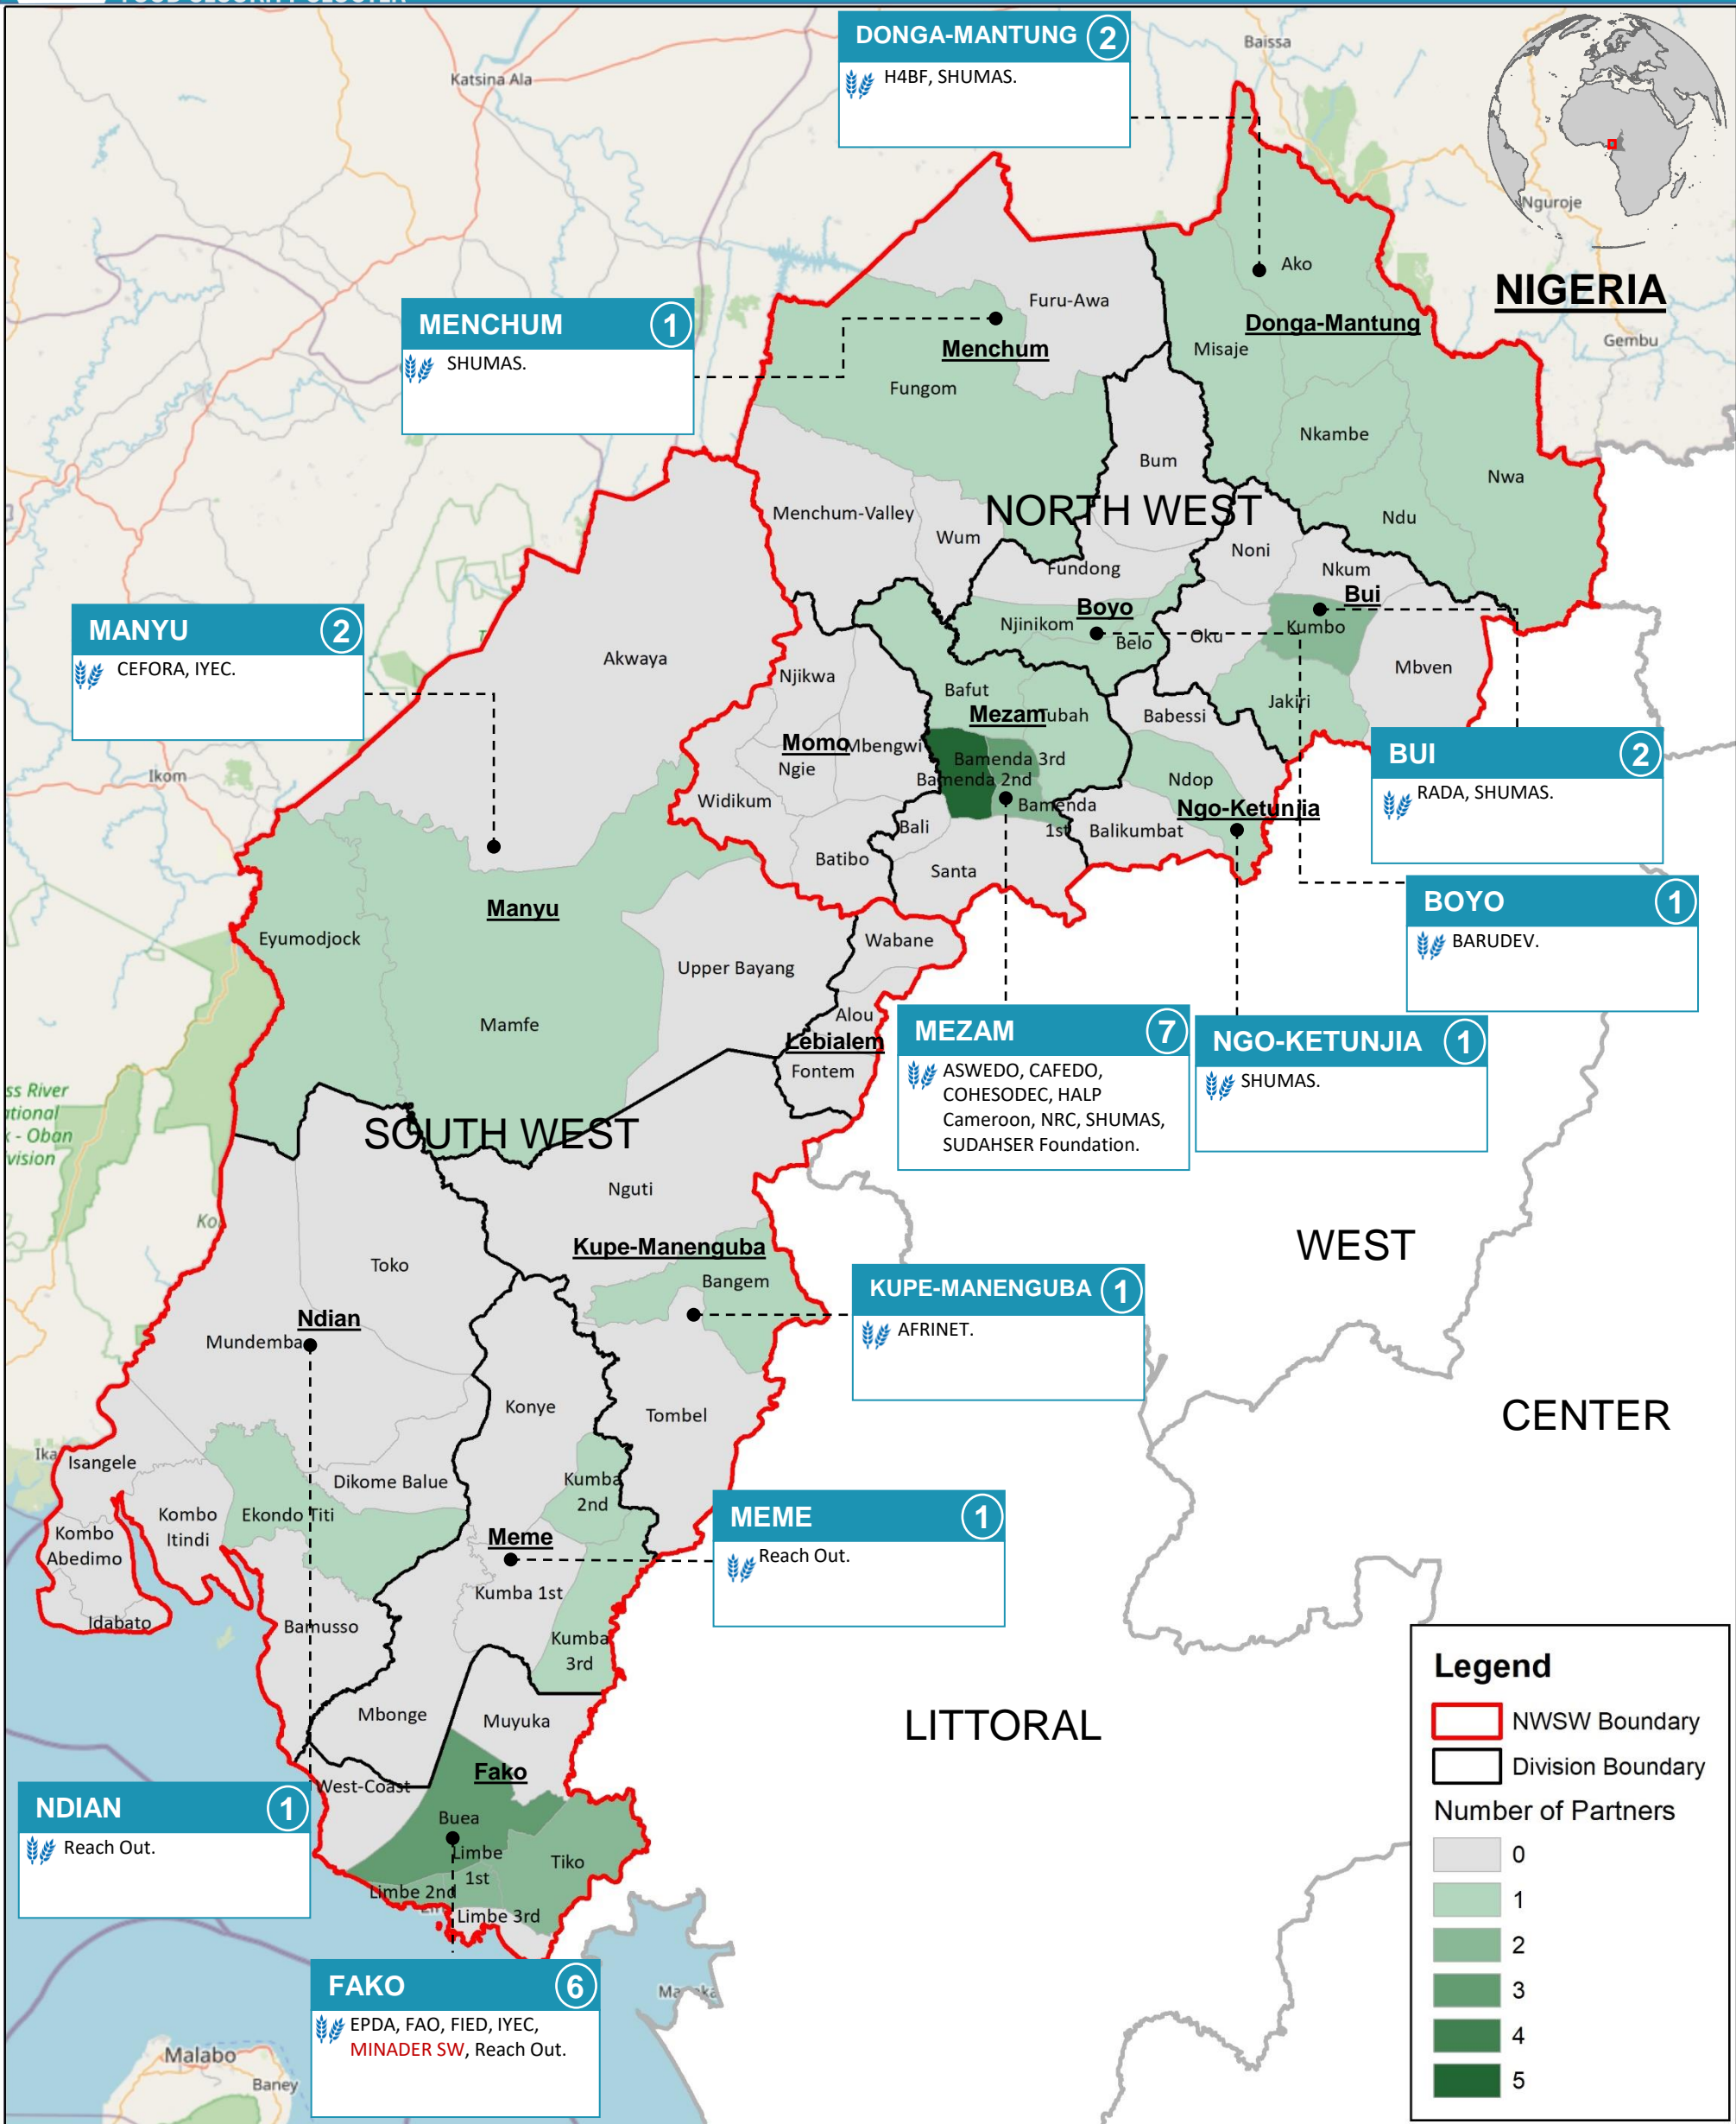 FOOD SECURITY CLUSTER
DONGA-MANTUNG 2
H4BF, SHUMAS.
Katsina Ala
Baissa
Nguroje
NIGERIA
Gembu
Ako
Donga-Mantung
Misaje
Nkambe
Nwa
Ndu
MENCHUM 1
SHUMAS.
Furu-Awa
Menchum
Fungom
Bum
NORTH WEST
Menchum-Valley
Wum
Noni
Nkum
Fundong
Bui
Boyo
Njinikom
Belo
Oku
Kumbo
Mbven
Jakiri
MANYU 2
CEFORA, IYEC.
Akwaya
Njikwa
Bafut
Mezam
Tubah
Babessi
Momo
Mbengwi
Ngie
Bamenda 3rd
Bamenda 2nd
Bamenda
1st
Ndop
Ngo-Ketunjia
Widikum
Bali
Balikumbat
Batibo
Santa
Ikom
BUI 2
RADA, SHUMAS.
BOYO 1
BARUDEV.
Manyu
Eyumodjock
Wabane
Upper Bayang
Mamfe
Alou
Lebialem
Fontem
MEZAM 7
ASWEDO, CAFEDO,
COHESODEC, HALP
Cameroon, NRC, SHUMAS,
SUDAHSER Foundation.
NGO-KETUNJIA 1
SHUMAS.
ss River
ational
k - Oban
vision
SOUTH WEST
Nguti
WEST
Kupe-Manenguba
Toko
Bangem
KUPE-MANENGUBA 1
AFRINET.
Ndian
Mundemba
Konye
Tombel
CENTER
Isangele
Dikome Balue
Kumba
2nd
Kombo
Itindi
Ekondo Titi
Kombo
Abedimo
Meme
MEME 1
Reach Out.
Kumba 1st
Idabato
Bamusso
Kumba
3rd
Mbonge
Muyuka
LITTORAL
Fako
West-Coast
NDIAN 1
Reach Out.
Buea
Limbe
1st
Tiko
Limbe 2nd
Limbe 3rd
FAKO 6
EPDA, FAO, FIED, IYEC,
MINADER SW, Reach Out.
Malabo
Baney
Legend
NWSW Boundary
Division Boundary
Number of Partners
0
1
2
3
4
5